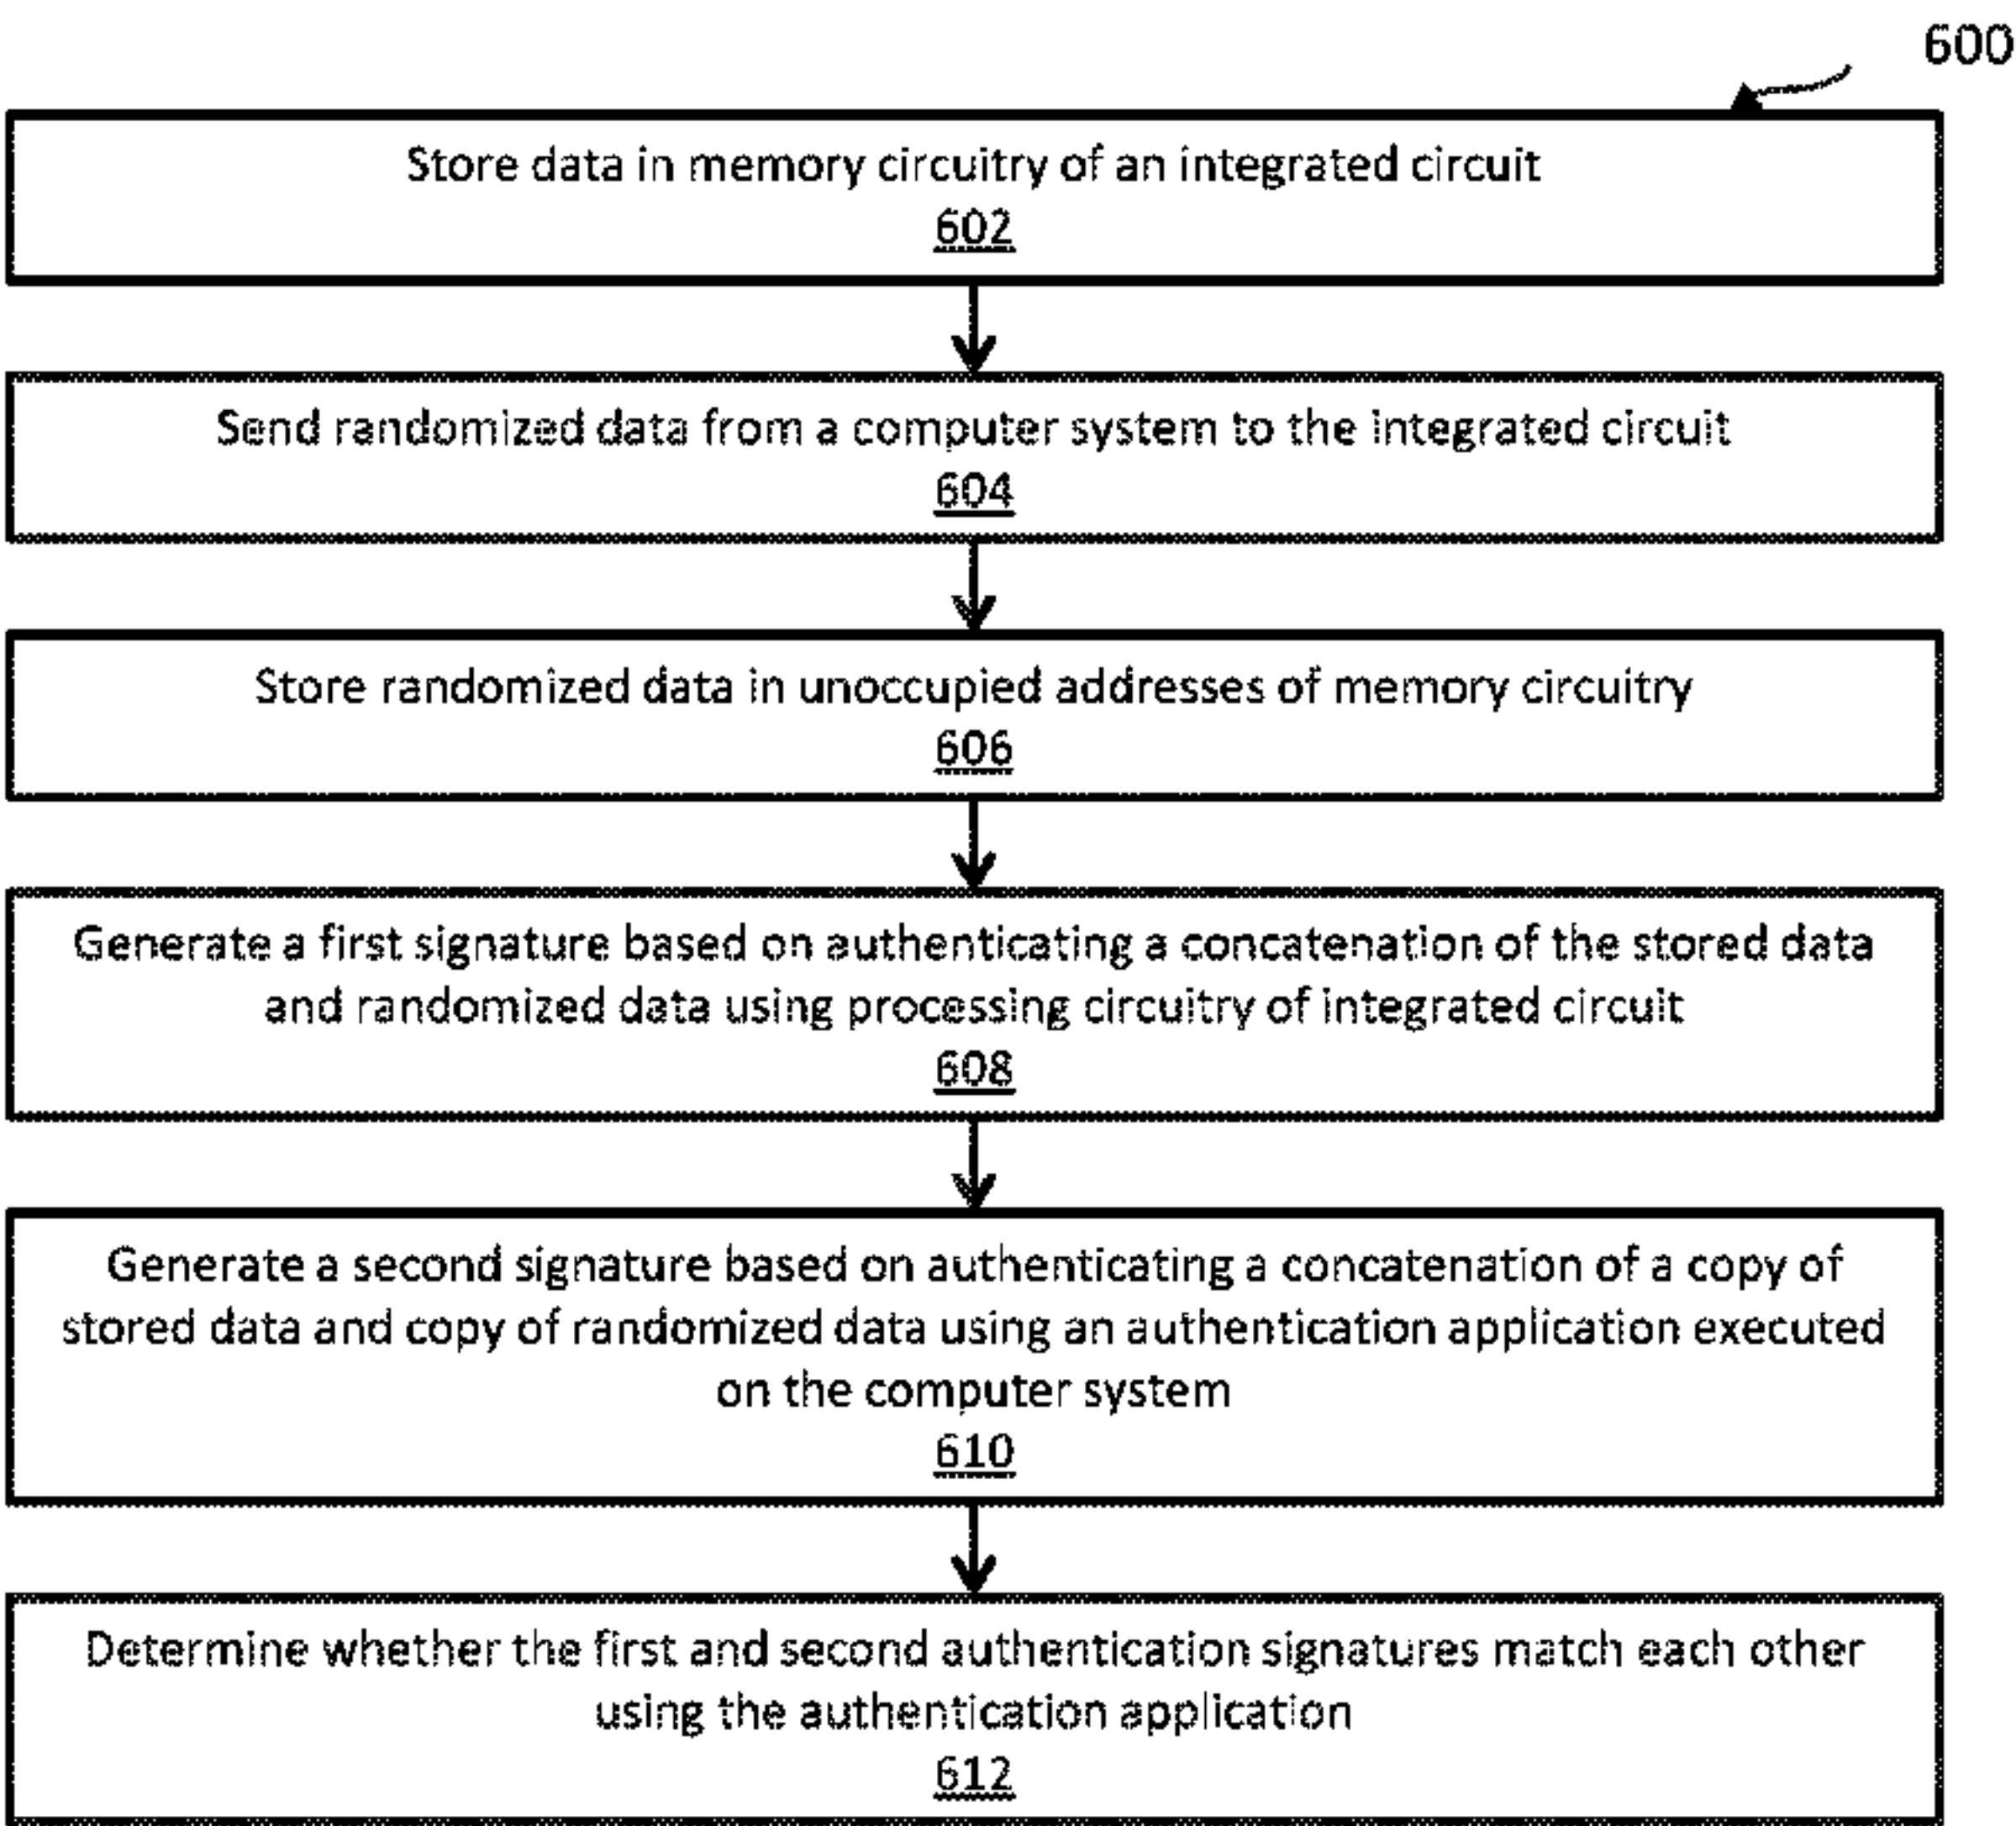 600
Store data in memory circuitry of an integrated circuit
602
Send randomized data from a computer system to the integrated circuit
604
Store randomized data in unoccupied addresses of memory circuitry
606
Generate a first signature based on authenticating a concatenation of the stored data
and randomized data using processing circuitry of integrated circuit
608
Generate a second signature based on authenticating a concatenation of a copy of
stored data and copy of randomized data using an authentication application executed
on the computer system
610
Determine whether the first and second authentication signatures match each other
using the authentication application
612